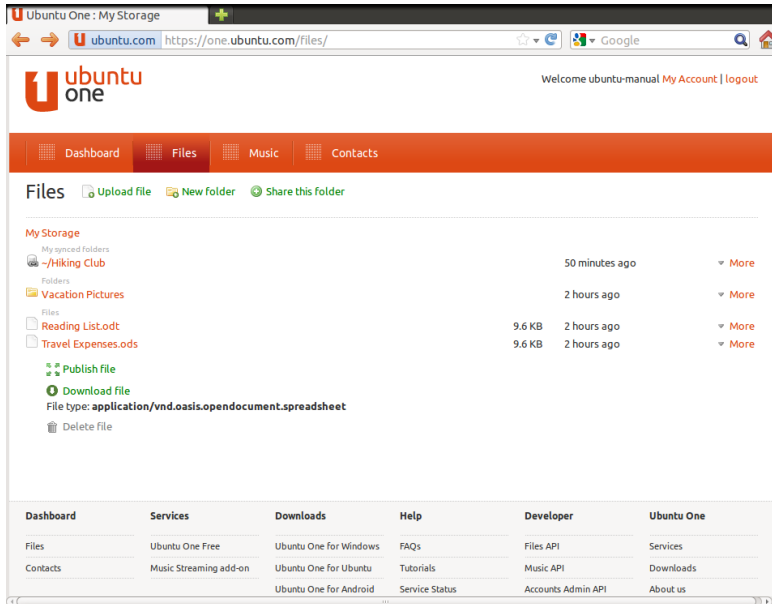 Ubuntu One : My Storage
ubuntu.com https://one.ubuntu.com/files/ Google
ubuntu
one
Welcome ubuntu-manual My Account | logout
Dashboard Files Music Contacts
Files Upload file New folder Share this folder
My Storage
My synced folders
~/Hiking Club 50 minutes ago More
Folders
Vacation Pictures 2 hours ago More
Files
Reading List.odt 9.6 KB 2 hours ago More
Travel Expenses.ods 9.6 KB 2 hours ago More
Publish file
Download file
File type: application/vnd.oasis.opendocument.spreadsheet
Delete file
Dashboard Services Downloads Help Developer Ubuntu One
Files Ubuntu One Free Ubuntu One for Windows FAQs Files API Services
Contacts Music Streaming add-on Ubuntu One for Ubuntu Tutorials Music API Downloads
Ubuntu One for Android Service Status Accounts Admin API About us